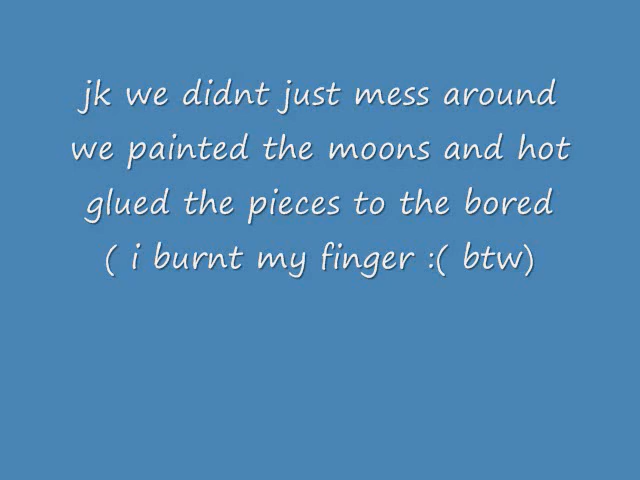 jk we didnt just mess around
we painted the moons and hot
glued the pieces to the bored
( i burnt my finger :( btw)